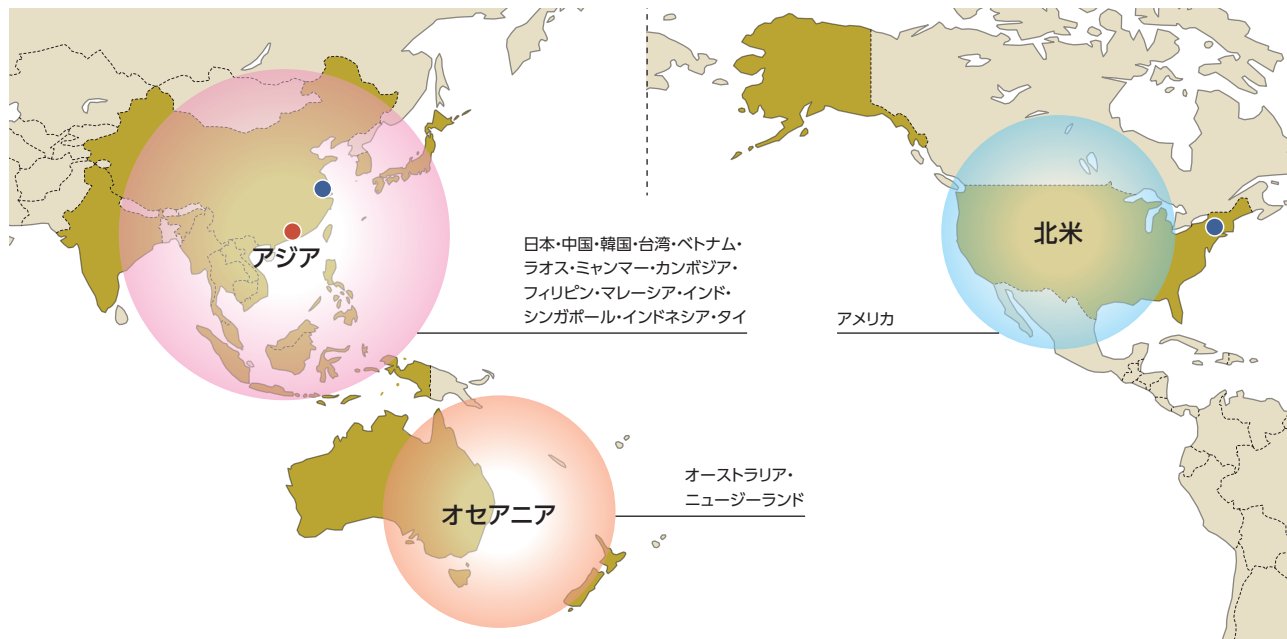 アジア
日本・中国・韓国・台湾・ベトナム・
ラオス・ミャンマー・カンボジア・
フィリピン・マレーシア・インド・
シンガポール・インドネシア・タイ
北米
アメリカ
オセアニア
オーストラリア・
ニュージーランド